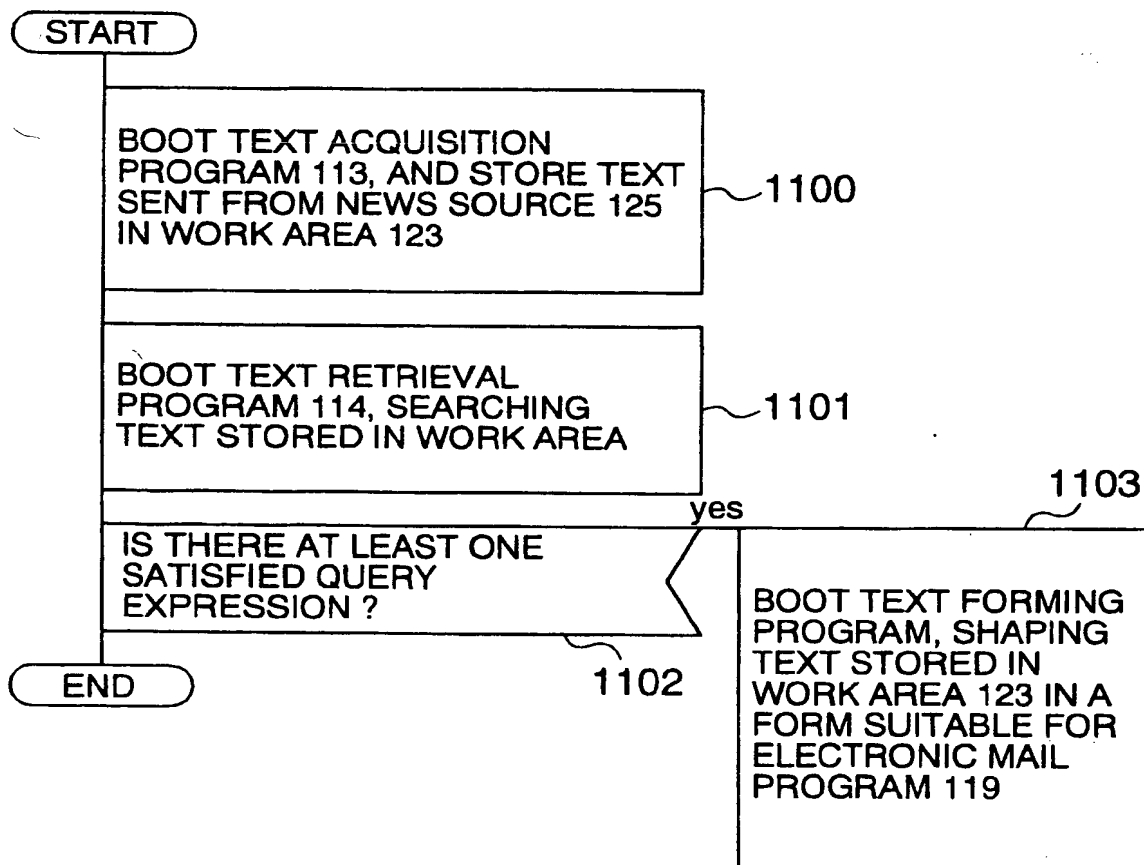 START
BOOT TEXT ACQUISITION
PROGRAM 113, AND STORE TEXT
SENT FROM NEWS SOURCE 125
IN WORK AREA 123
1100
BOOT TEXT RETRIEVAL
PROGRAM 114, SEARCHING
TEXT STORED IN WORK AREA
1101
yes
1103
IS THERE AT LEAST ONE
SATISFIED QUERY
EXPRESSION ?
1102
BOOT TEXT FORMING
PROGRAM, SHAPING
TEXT STORED IN
WORK AREA 123 IN A
FORM SUITABLE FOR
ELECTRONIC MAIL
PROGRAM 119
END